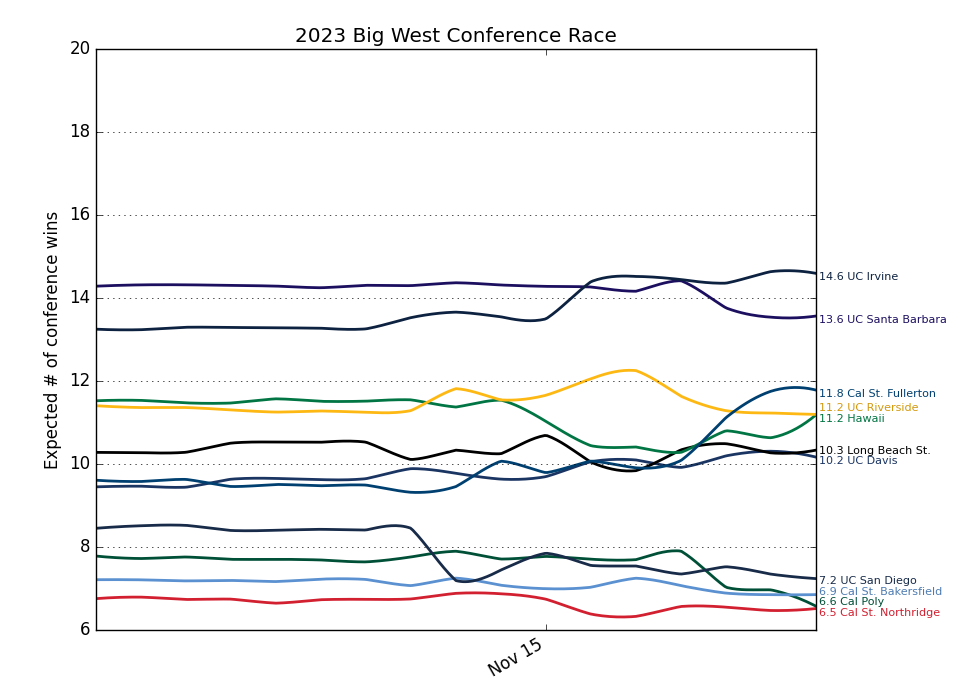 2023 Big West Conference Race
Expected # of conference wins
20
18
16
14
12
10
8
6
Nov 15
14.6 UC Irvine
13.6 UC Santa Barbara
11.8 Cal St. Fullerton
11.2 UC Riverside
11.2 Hawaii
10.3 Long Beach St.
10.2 UC Davis
7.2 UC San Diego
6.9 Cal St. Bakersfield
6.6 Cal Poly
6.5 Cal St. Northridge